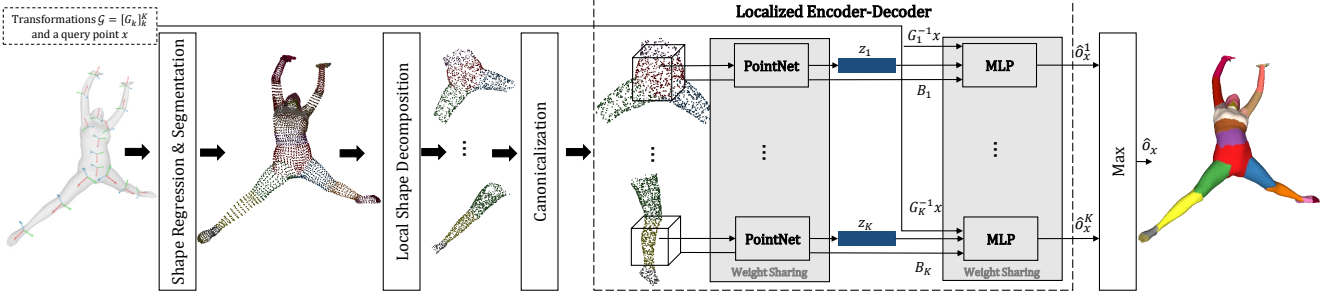 Transformations 𝒢 = [G_k]_k^K
and a query point x
Shape Regression & Segmentation
Local Shape Decomposition
...
Canonicalization
...
Localized Encoder-Decoder
G_1^{-1}x
PointNet
z_1
MLP
ô_x^1
B_1
...
...
...
G_K^{-1}x
PointNet
z_K
MLP
ô_x^K
B_K
Weight Sharing
Weight Sharing
Max
ô_x